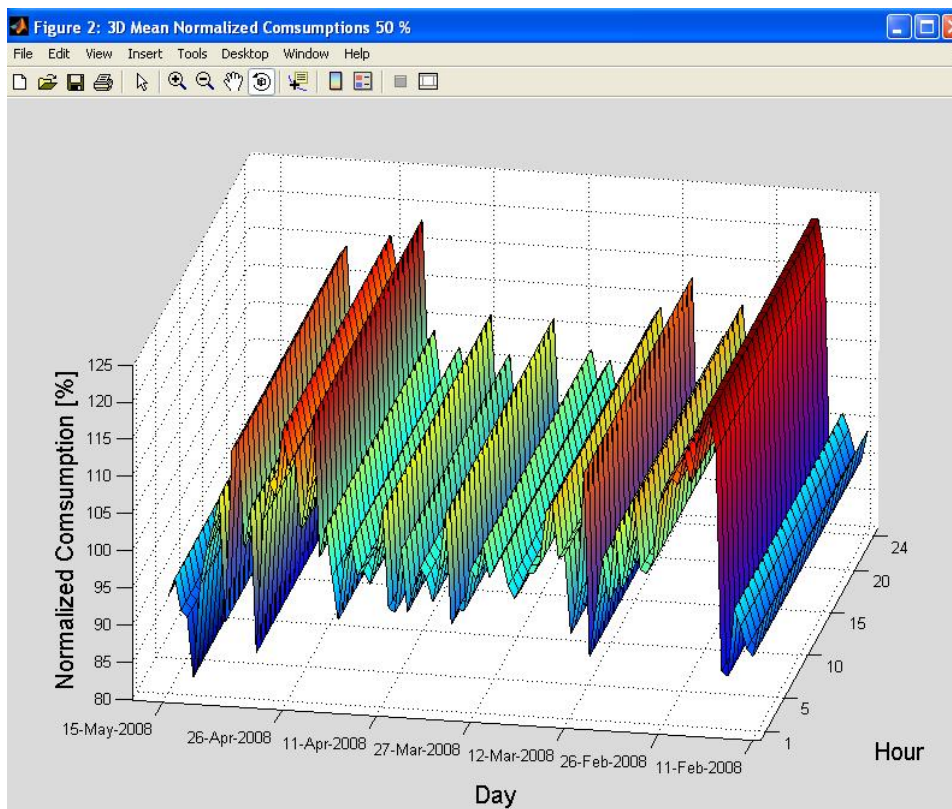 Figure 2: 3D Mean Normalized Comsumptions 50 %
File Edit View Insert Tools Desktop Window Help
Normalized Comsumption [%]
125
120
115
110
105
100
95
90
85
80
15-May-2008
26-Apr-2008
11-Apr-2008
27-Mar-2008
12-Mar-2008
26-Feb-2008
11-Feb-2008
Day
24
20
15
10
5
1
Hour